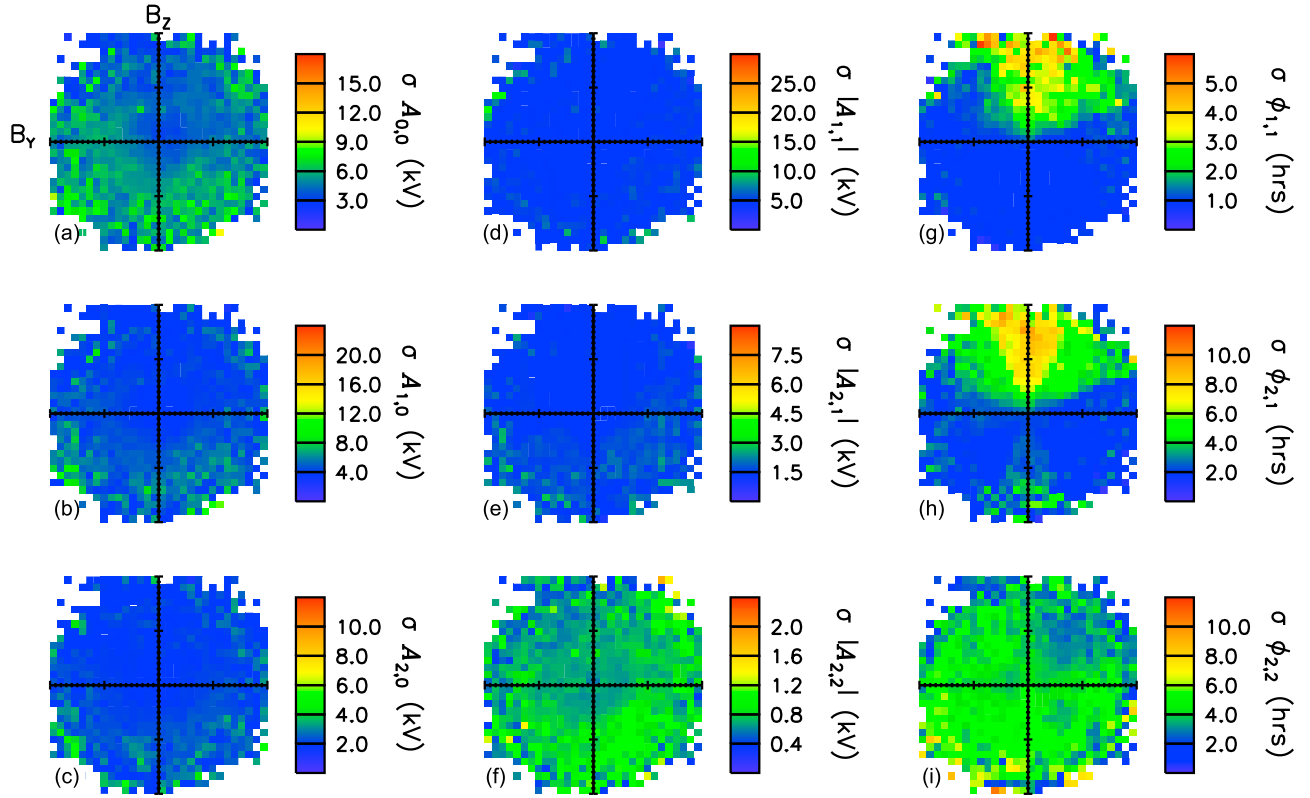 B_Z
B_Y
(a)
15.0
12.0
9.0
6.0
3.0
σ A_{0,0} (kV)
(d)
25.0
20.0
15.0
10.0
5.0
σ |A_{1,1}| (kV)
(g)
5.0
4.0
3.0
2.0
1.0
σ ϕ_{1,1} (hrs)
(b)
20.0
16.0
12.0
8.0
4.0
σ A_{1,0} (kV)
(e)
7.5
6.0
4.5
3.0
1.5
σ |A_{2,1}| (kV)
(h)
10.0
8.0
6.0
4.0
2.0
σ ϕ_{2,1} (hrs)
(c)
10.0
8.0
6.0
4.0
2.0
σ A_{2,0} (kV)
(f)
2.0
1.6
1.2
0.8
0.4
σ |A_{2,2}| (kV)
(i)
10.0
8.0
6.0
4.0
2.0
σ ϕ_{2,2} (hrs)